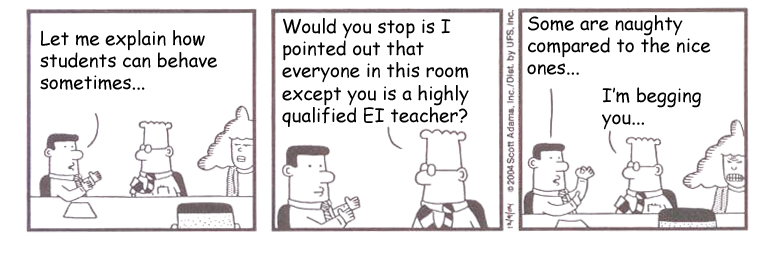 Let me explain how
students can behave
sometimes...
Would you stop is I
pointed out that
everyone in this room
except you is a highly
qualified EI teacher?
© 2004 Scott Adams, Inc./Dist. by UFS, Inc.
Some are naughty
compared to the nice
ones...
I'm begging
you...